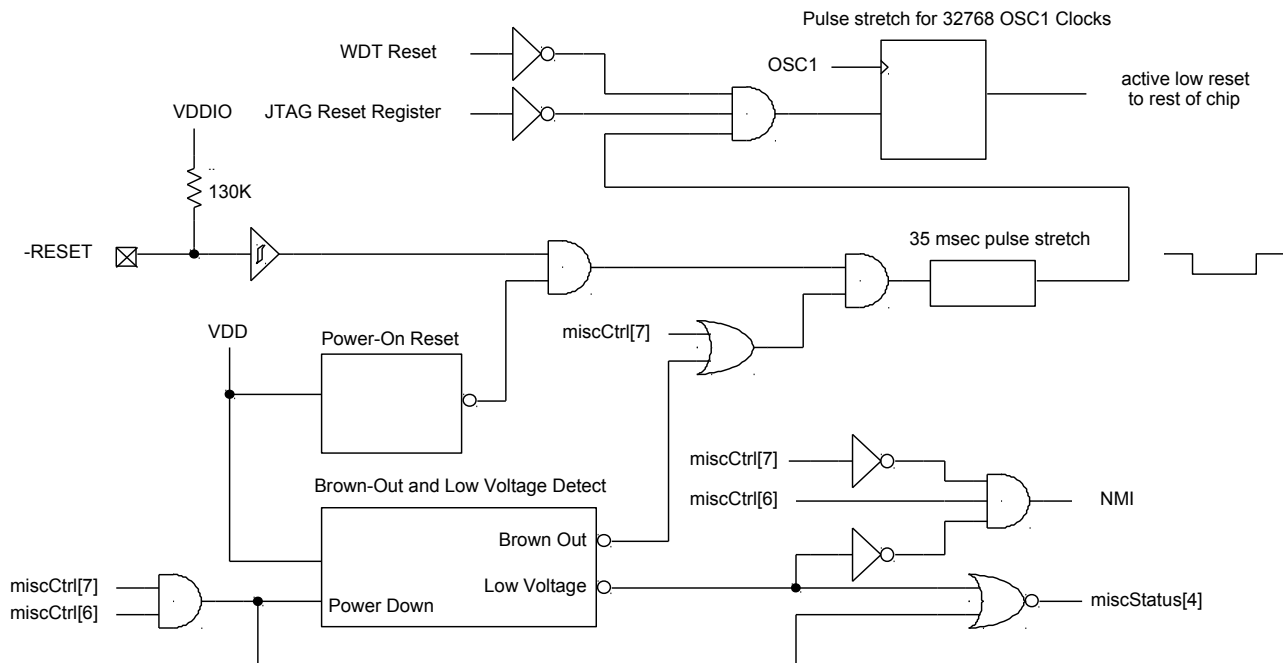 Pulse stretch for 32768 OSC1 Clocks
WDT Reset
OSC1
active low reset
to rest of chip
VDDIO
JTAG Reset Register
130K
-RESET
35 msec pulse stretch
VDD
miscCtrl[7]
Power-On Reset
miscCtrl[7]
Brown-Out and Low Voltage Detect
miscCtrl[6]
NMI
Brown Out
miscCtrl[7]
Low Voltage
miscCtrl[6]
Power Down
miscStatus[4]